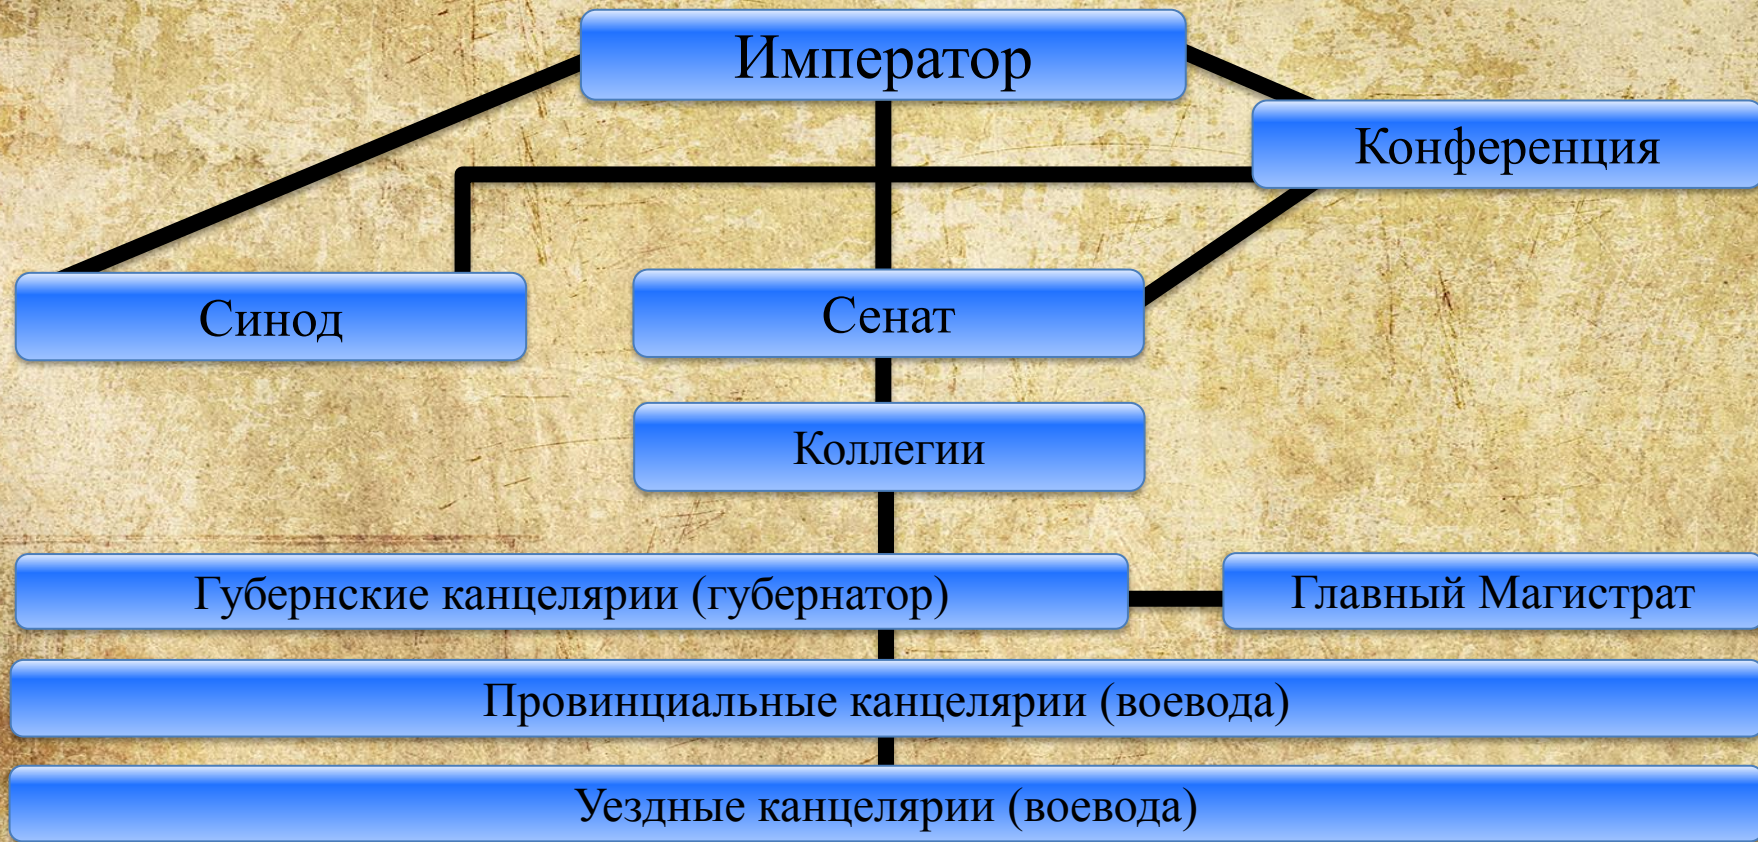 Император
Конференция
Синод
Сенат
Коллегии
Губернские канцелярии (губернатор)
Главный Магистрат
Провинциальные канцелярии (воевода)
Уездные канцелярии (воевода)